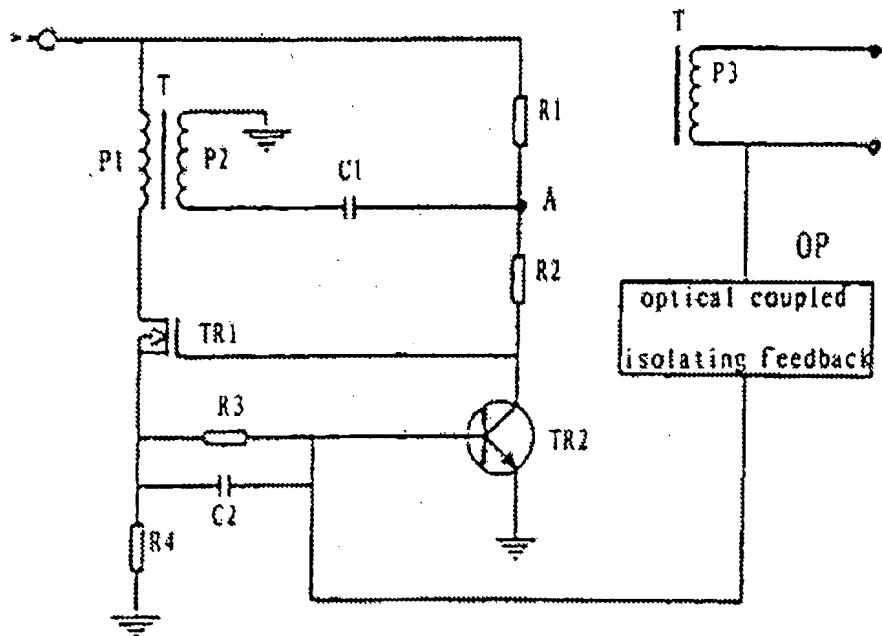 T
T
P1
P2
P3
R1
C1
A
R2
OP
optical coupled
isolating feedback
TR1
R3
TR2
C2
R4